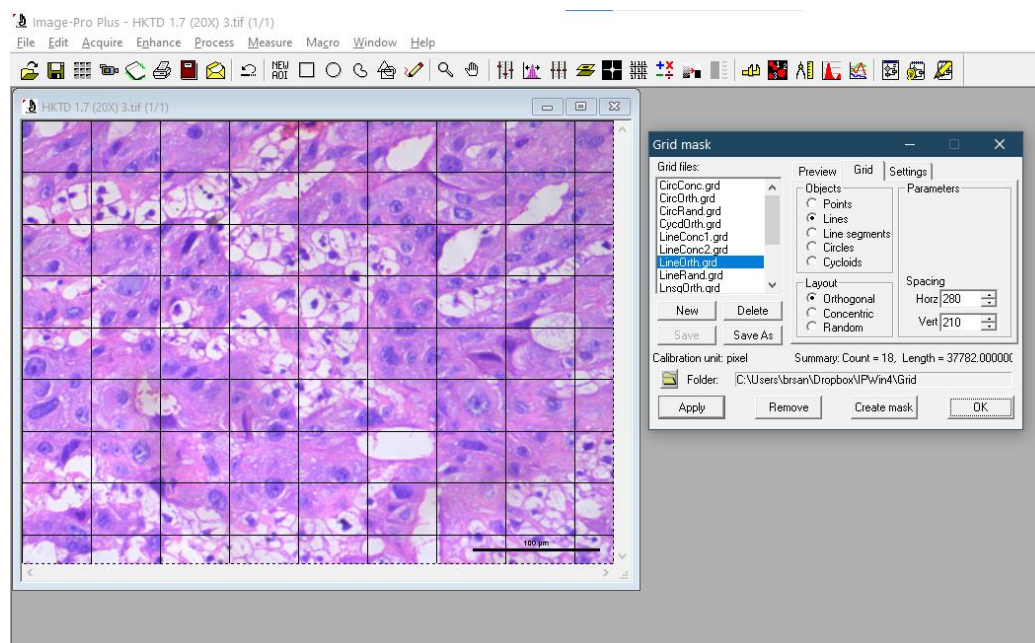 Image-Pro Plus - HKTD 1.7 (20X) 3.tif (1/1)
File Edit Acquire Enhance Process Measure Macro Window Help
NEW AOI
HKTD 1.7 (20X) 3.tif (1/1)
100 µm
Grid mask
Grid files:
CircConc.grd
CircOrth.grd
CircRand.grd
CycdOrth.grd
LineConc1.grd
LineConc2.grd
LineOrth.grd
LineRand.grd
LnsgOrth.grd
New Delete
Save Save As
Preview Grid Settings
Objects
Points
Lines
Line segments
Circles
Cycloids
Layout
Orthogonal
Concentric
Random
Parameters
Spacing
Horz 280
Vert 210
Calibration unit: pixel
Summary: Count = 18, Length = 37782.000000
Folder: C:\Users\brsan\Dropbox\IPWin4\Grid
Apply Remove Create mask OK